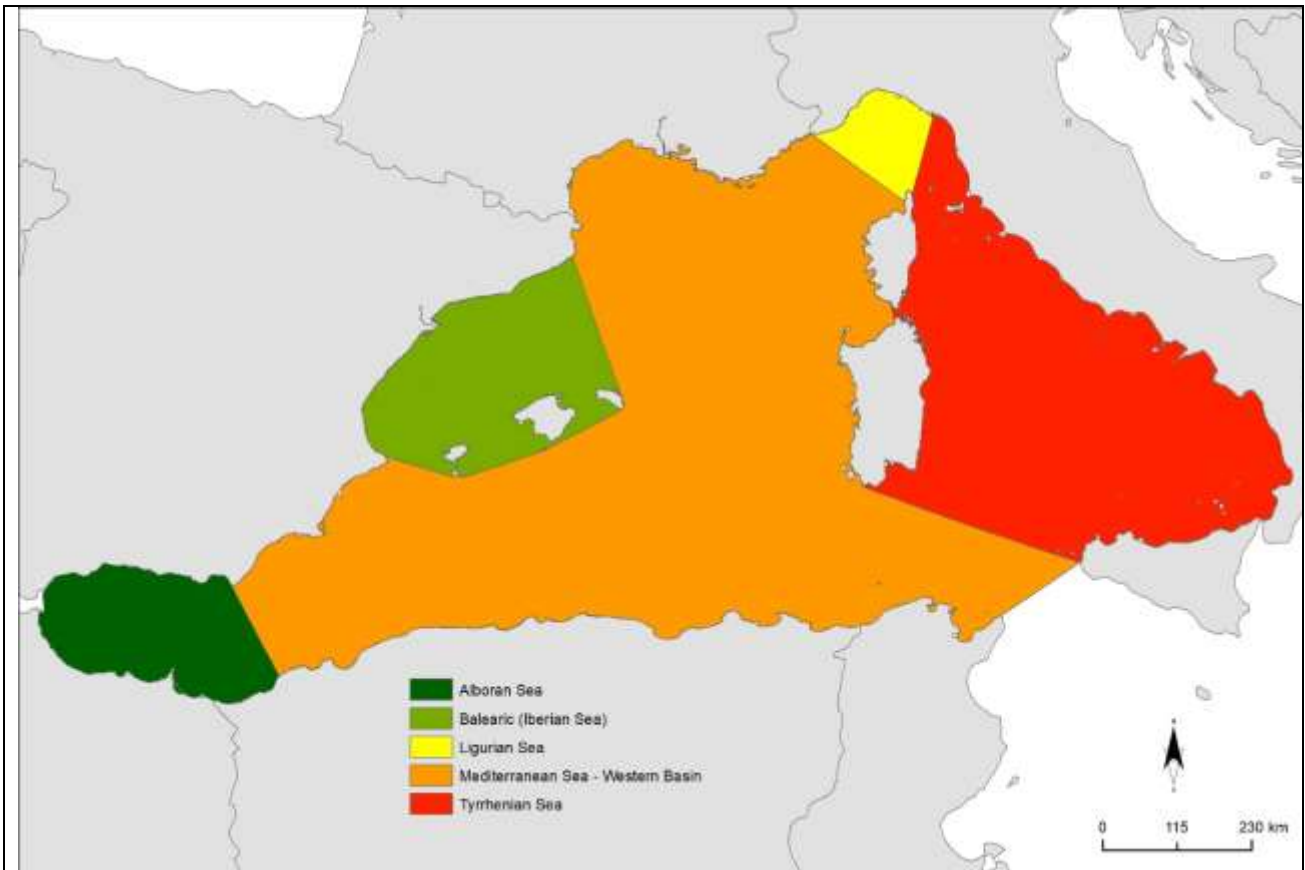 Alboran Sea
Balearic (Iberian Sea)
Ligurian Sea
Mediterranean Sea - Western Basin
Tyrrhenian Sea
0 115 230 km